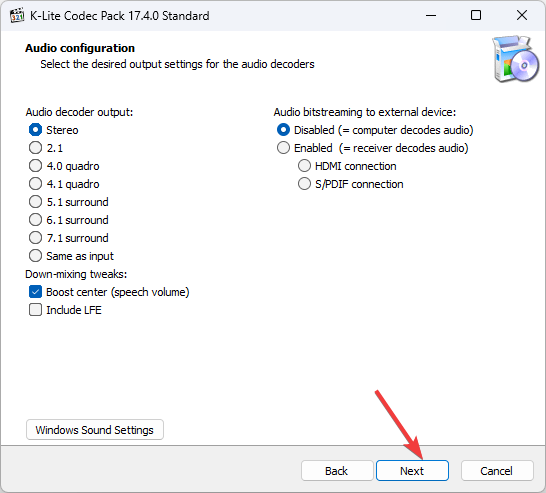 K-Lite Codec Pack 17.4.0 Standard
Audio configuration
Select the desired output settings for the audio decoders
Audio decoder output:
Stereo
2.1
4.0 quadro
4.1 quadro
5.1 surround
6.1 surround
7.1 surround
Same as input
Down-mixing tweaks:
Boost center (speech volume)
Include LFE
Audio bitstreaming to external device:
Disabled (= computer decodes audio)
Enabled (= receiver decodes audio)
HDMI connection
S/PDIF connection
Windows Sound Settings
Back
Next
Cancel